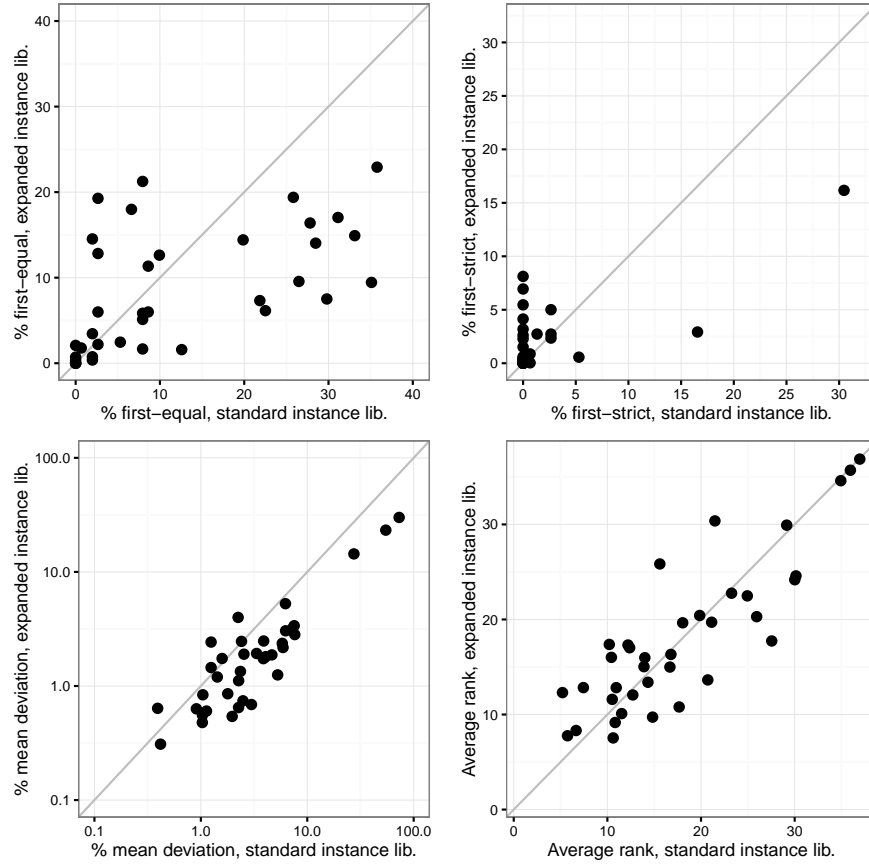 % first−equal, expanded instance lib.
40
30
20
10
0
0 10 20 30 40
% first−equal, standard instance lib.
% first−strict, expanded instance lib.
30
25
20
15
10
5
0
0 5 10 15 20 25 30
% first−strict, standard instance lib.
% mean deviation, expanded instance lib.
100.0
10.0
1.0
0.1
0.1 1.0 10.0 100.0
% mean deviation, standard instance lib.
Average rank, expanded instance lib.
30
20
10
0
0 10 20 30
Average rank, standard instance lib.